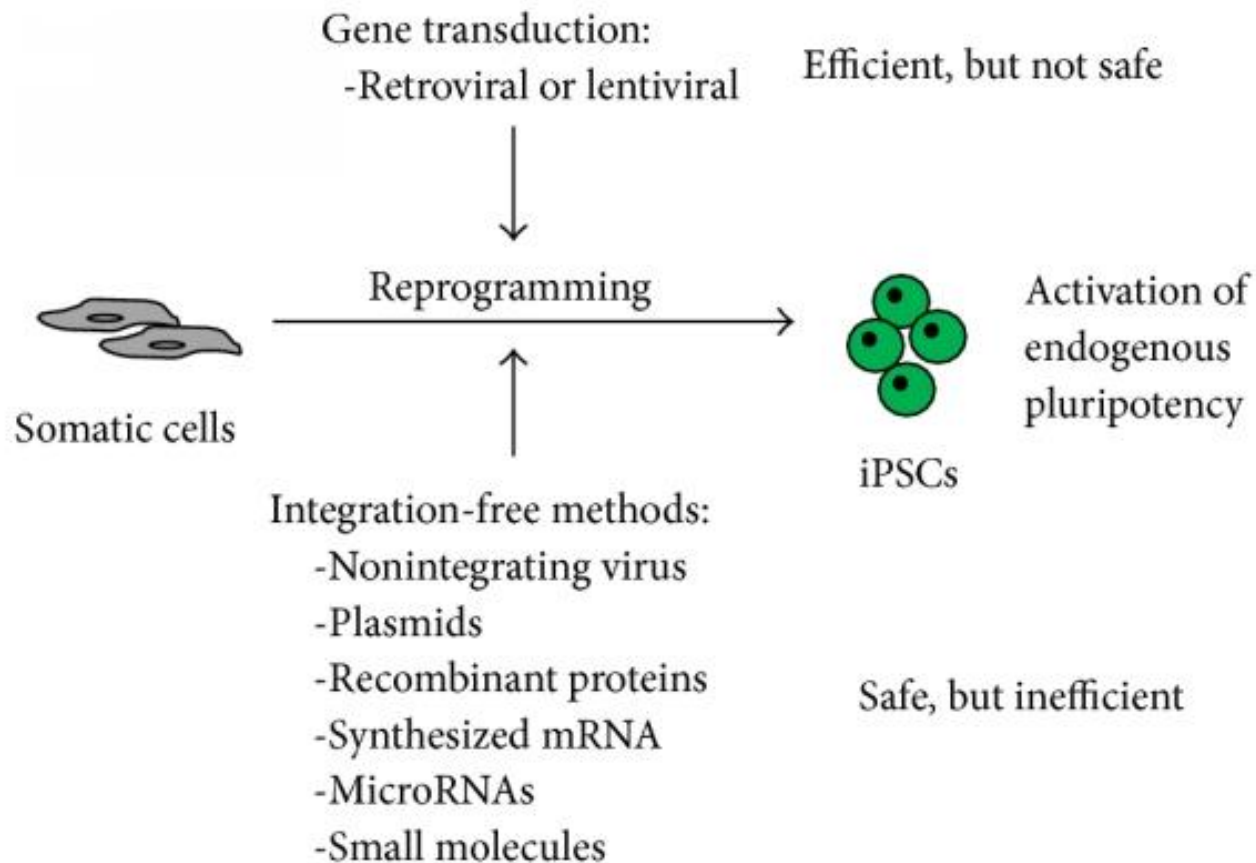 Gene transduction:
-Retroviral or lentiviral
Efficient, but not safe
Reprogramming
Somatic cells
iPSCs
Activation of
endogenous
pluripotency
Integration-free methods:
-Nonintegrating virus
-Plasmids
-Recombinant proteins
-Synthesized mRNA
-MicroRNAs
-Small molecules
Safe, but inefficient